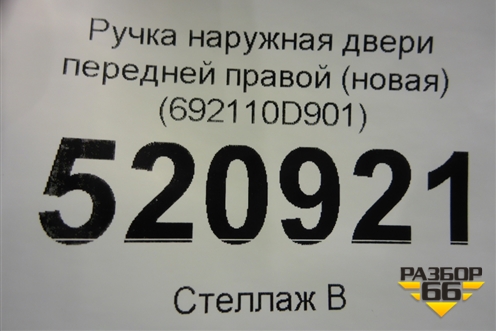 Ручка наружная двери
передней правой (новая)
(692110D901)
520921
РАЗБОР
66
Стеллаж В